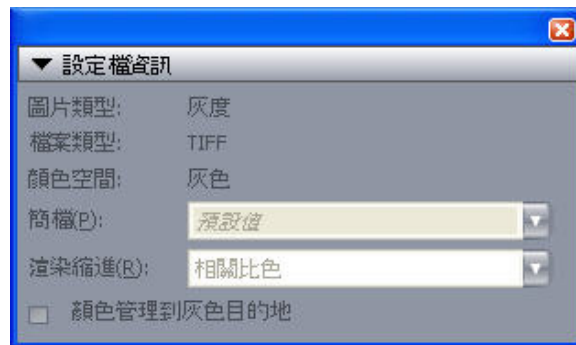 設定檔資訊
圖片類型: 灰度
檔案類型: TIFF
顏色空間: 灰色
簡檔(P): 預設值
渲染縮進(R): 相關比色
顏色管理到灰色目的地